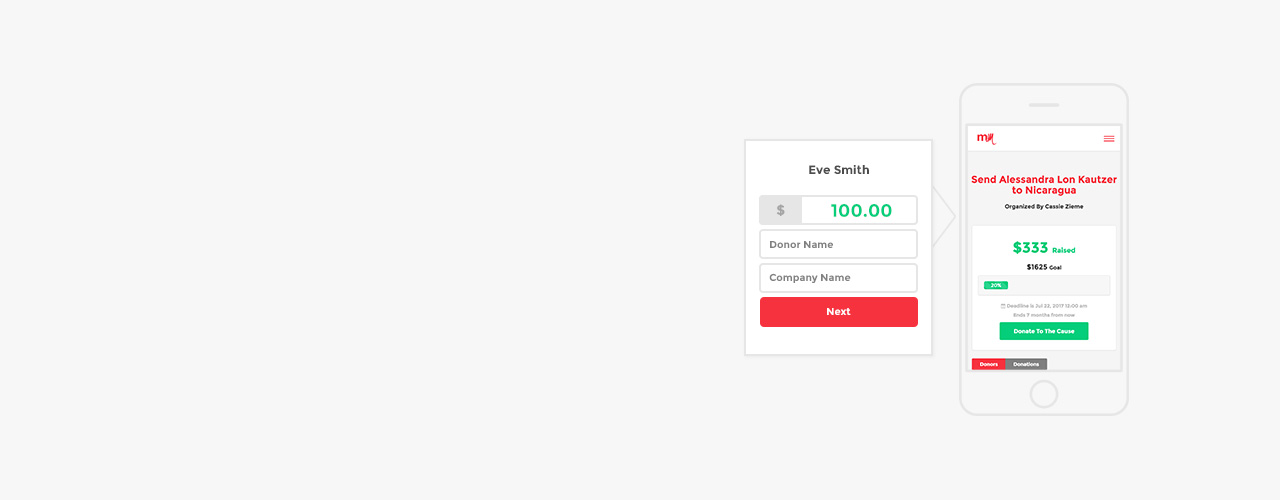 Eve Smith
$ 100.00
Donor Name
Company Name
Next
m
Send Alessandra Lon Kautzer
to Nicaragua
Organized By Cassie Zieme
$333 Raised
$1625 Goal
20%
Deadline is Jul 22, 2017 12:00 am
Ends 7 months from now
Donate To The Cause
Donors Donations